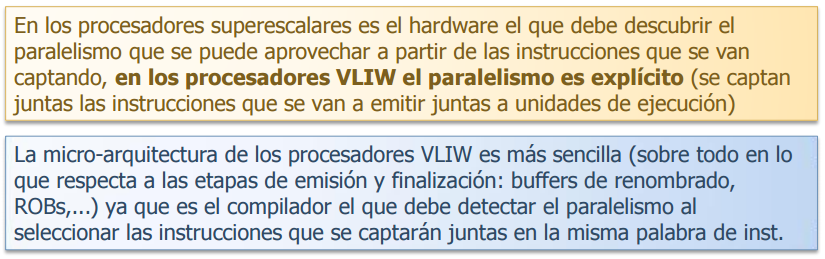 En los procesadores superescalares es el hardware el que debe descubrir el
paralelismo que se puede aprovechar a partir de las instrucciones que se van
captando, en los procesadores VLIW el paralelismo es explícito (se captan
juntas las instrucciones que se van a emitir juntas a unidades de ejecución)
La micro-arquitectura de los procesadores VLIW es más sencilla (sobre todo en lo
que respecta a las etapas de emisión y finalización: buffers de renombrado,
ROBs,...) ya que es el compilador el que debe detectar el paralelismo al
seleccionar las instrucciones que se captarán juntas en la misma palabra de inst.